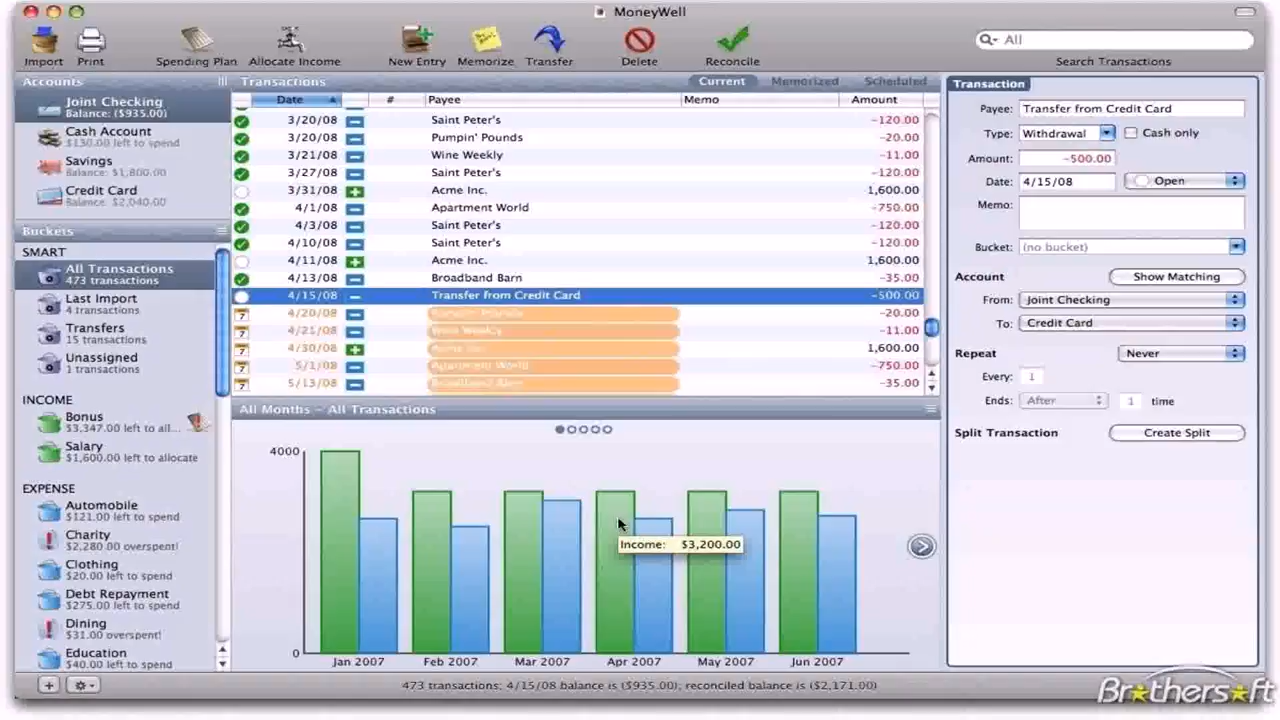 MoneyWell
Import
Print
Spending Plan
Allocate Income
New Entry
Memorize
Transfer
Delete
Reconcile
All
Search Transactions
Accounts
Joint Checking
Balance: ($935.00)
Cash Account
$130.00 left to spend
Savings
Balance: $1,800.00
Credit Card
Balance: $2,040.00
Buckets
SMART
All Transactions
473 transactions
Last Import
4 transactions
Transfers
15 transactions
Unassigned
1 transactions
INCOME
Bonus
$3,347.00 left to all...
Salary
$1,600.00 left to allocate
EXPENSE
Automobile
$121.00 left to spend
Charity
$2,280.00 overspent!
Clothing
$20.00 left to spend
Debt Repayment
$275.00 left to spend
Dining
$31.00 overspent!
Education
$40.00 left to spend
Transactions Current Memorized Scheduled
Date # Payee Memo Amount
3/20/08 Saint Peter's -120.00
3/20/08 Pumpin' Pounds -20.00
3/21/08 Wine Weekly -11.00
3/27/08 Saint Peter's -120.00
3/31/08 Acme Inc. 1,600.00
4/1/08 Apartment World -750.00
4/3/08 Saint Peter's -120.00
4/10/08 Saint Peter's -120.00
4/11/08 Acme Inc. 1,600.00
4/13/08 Broadband Barn -35.00
4/15/08 Transfer from Credit Card -500.00
7 4/20/08 -20.00
7 4/21/08 Wine Weekly -11.00
7 4/30/08 Acme Inc. 1,600.00
7 5/1/08 Apartment World -750.00
7 5/13/08 Broadband Barn -35.00
All Months - All Transactions
4000
Income: $3,200.00
0
Jan 2007 Feb 2007 Mar 2007 Apr 2007 May 2007 Jun 2007
473 transactions; 4/15/08 balance is ($935.00); reconciled balance is ($2,171.00)
Transaction
Payee: Transfer from Credit Card
Type: Withdrawal Cash only
Amount: -500.00
Date: 4/15/08 Open
Memo:
Bucket: (no bucket)
Account Show Matching
From: Joint Checking
To: Credit Card
Repeat Never
Every: 1
Ends: After 1 time
Split Transaction Create Split
Brothersoft